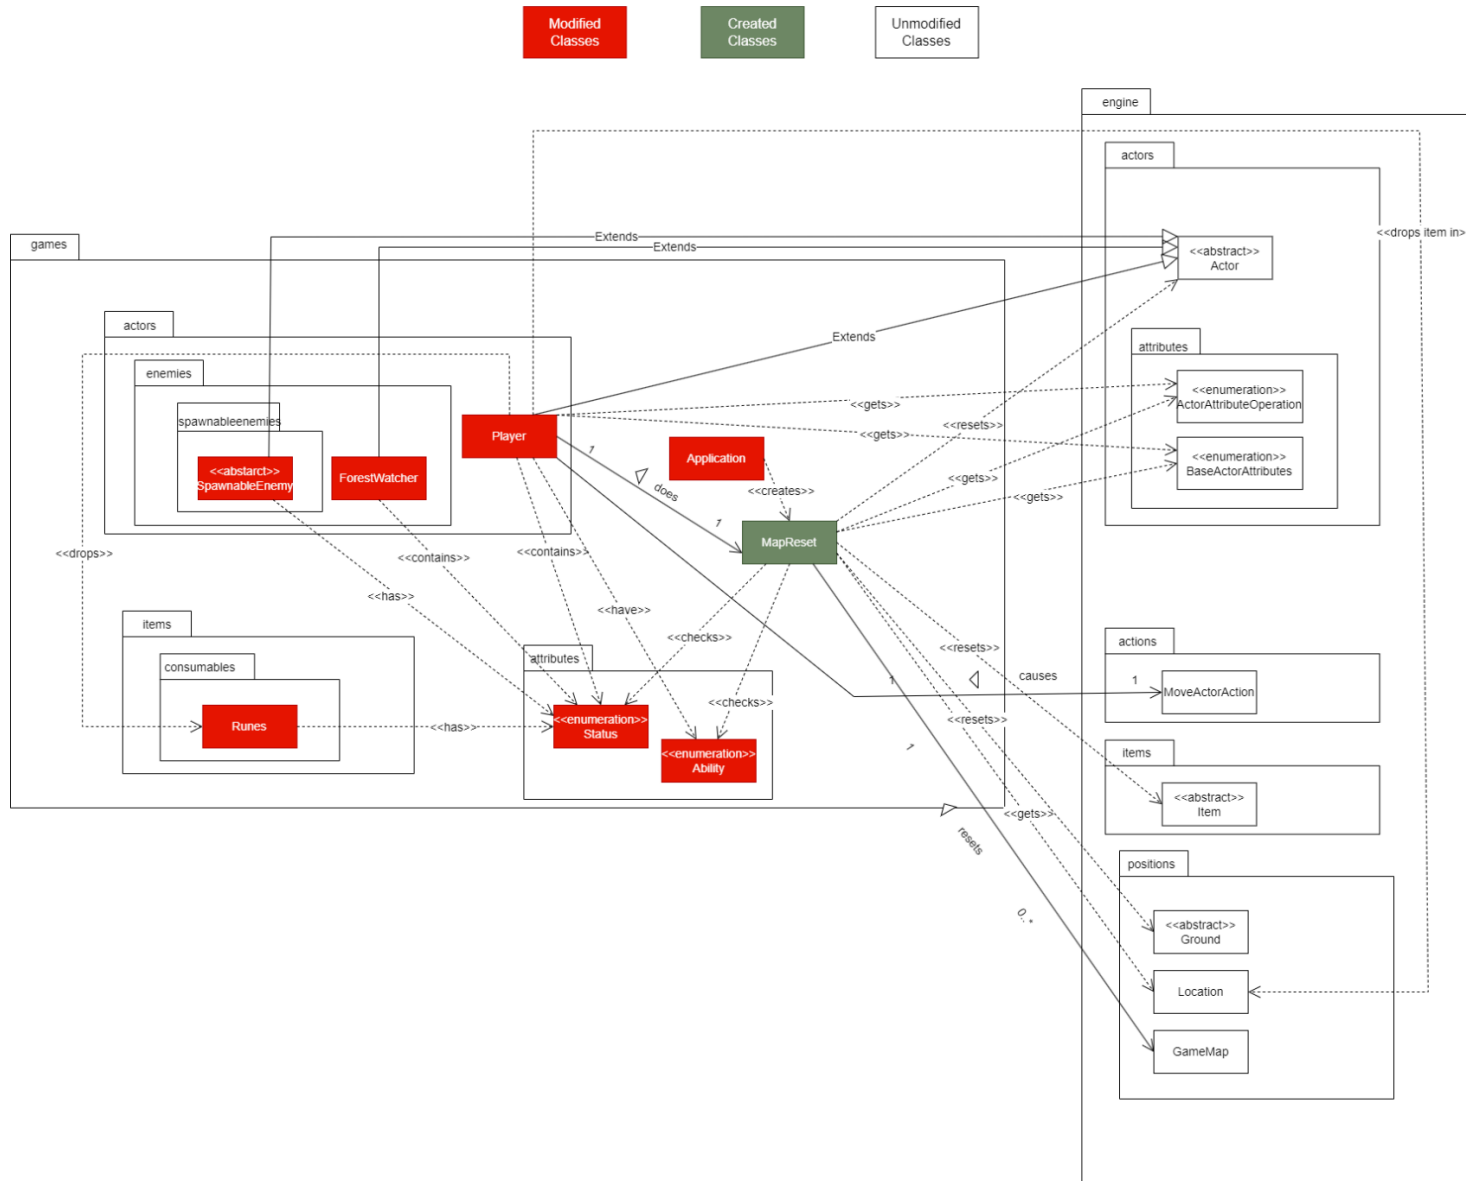 Modified
Classes
Created
Classes
Unmodified
Classes
engine
actors
<<drops item in>>
games
Extends
Extends
<<abstract>>
Actor
actors
Extends
attributes
enemies
<<enumeration>>
ActorAttributeOperation
<<gets>>
spawnableenemies
<<resets>>
Player
<<gets>>
<<enumeration>>
BaseActorAttributes
1
Application
<<abstarct>>
SpawnableEnemy
ForestWatcher
<<gets>>
does
<<creates>>
<<gets>>
1
MapReset
<<drops>>
<<contains>>
<<contains>>
<<has>>
<<have>>
items
<<checks>>
actions
<<resets>>
consumables
attributes
causes
1
1
MoveActorAction
<<checks>>
Runes
<<has>>
<<enumeration>>
Status
<<resets>>
1
<<enumeration>>
Ability
items
<<abstract>>
Item
<<gets>>
resets
positions
0..*
<<abstract>>
Ground
Location
GameMap